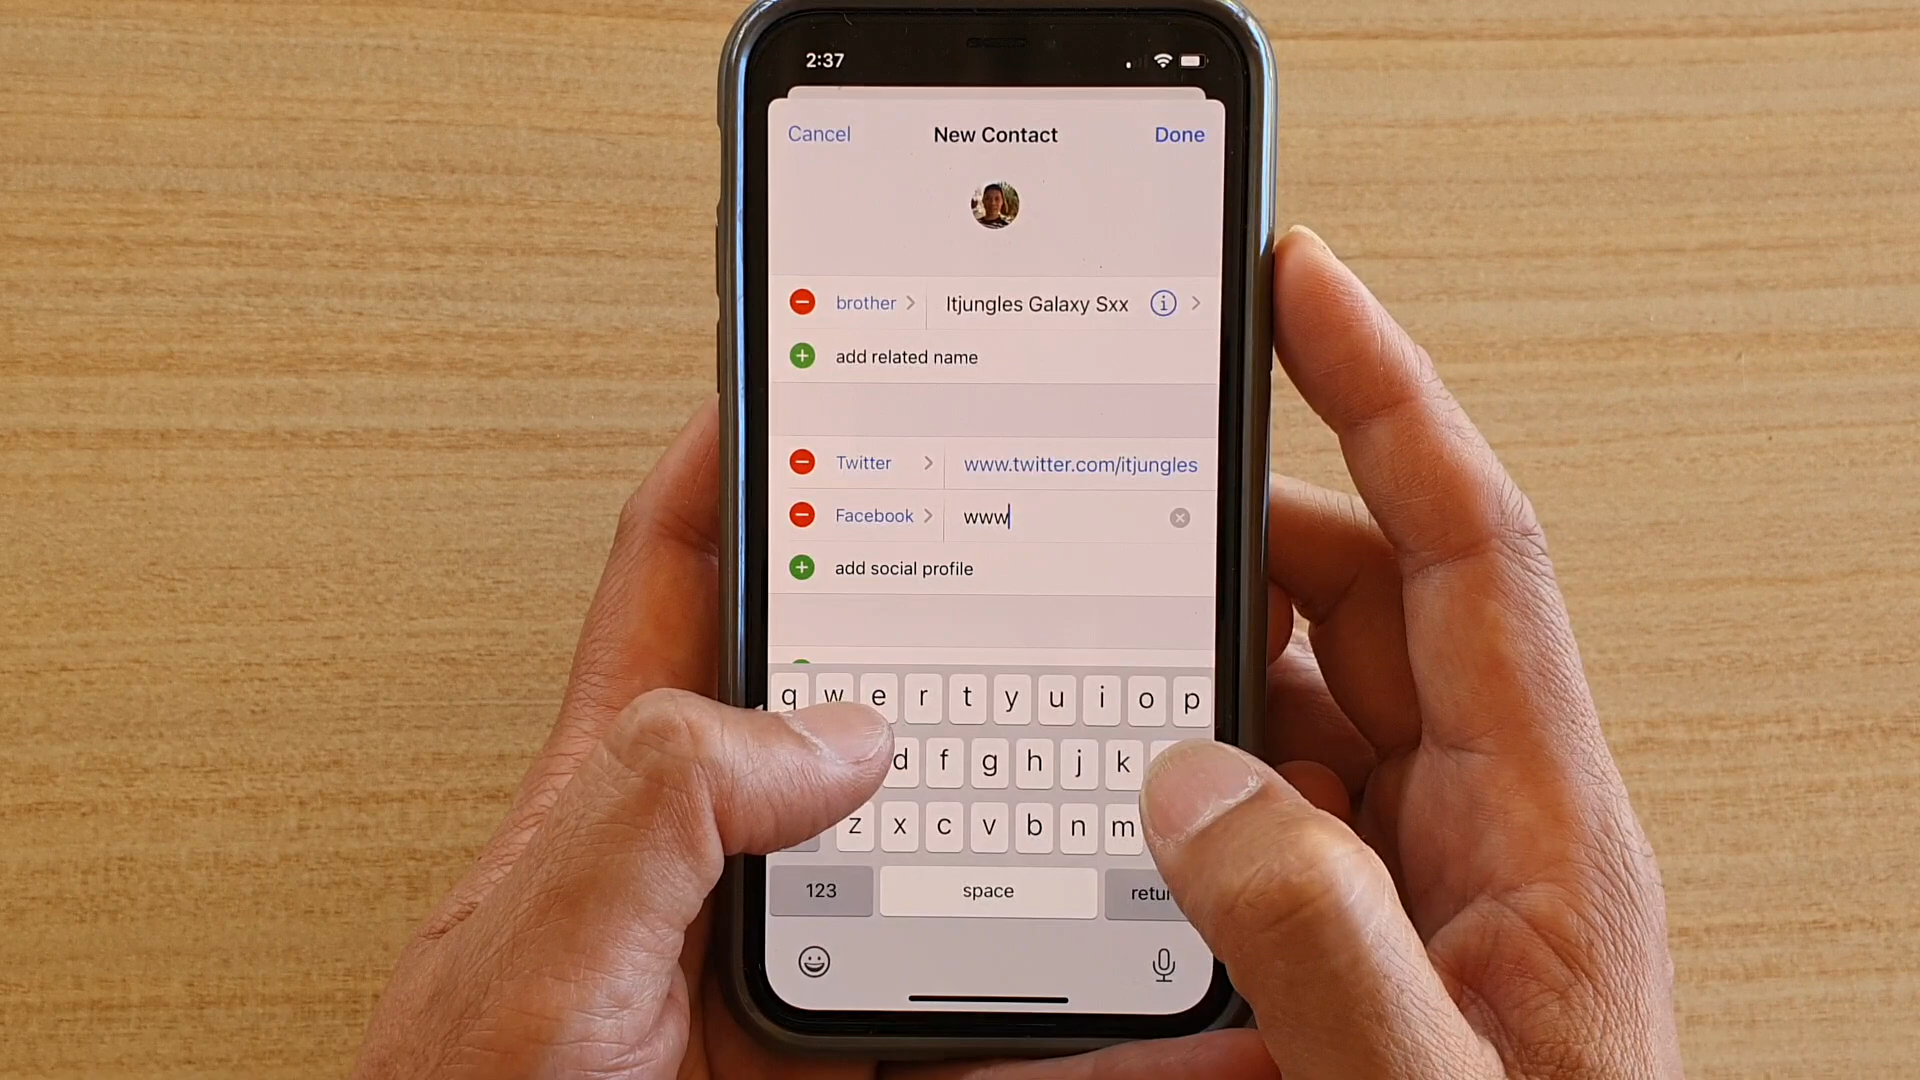 2:37
Cancel New Contact Done
brother Itjungles Galaxy Sxx
add related name
Twitter www.twitter.com/itjungles
Facebook www
add social profile
q w e r t y u i o p
d f g h j k
z x c v b n m
123 space retur